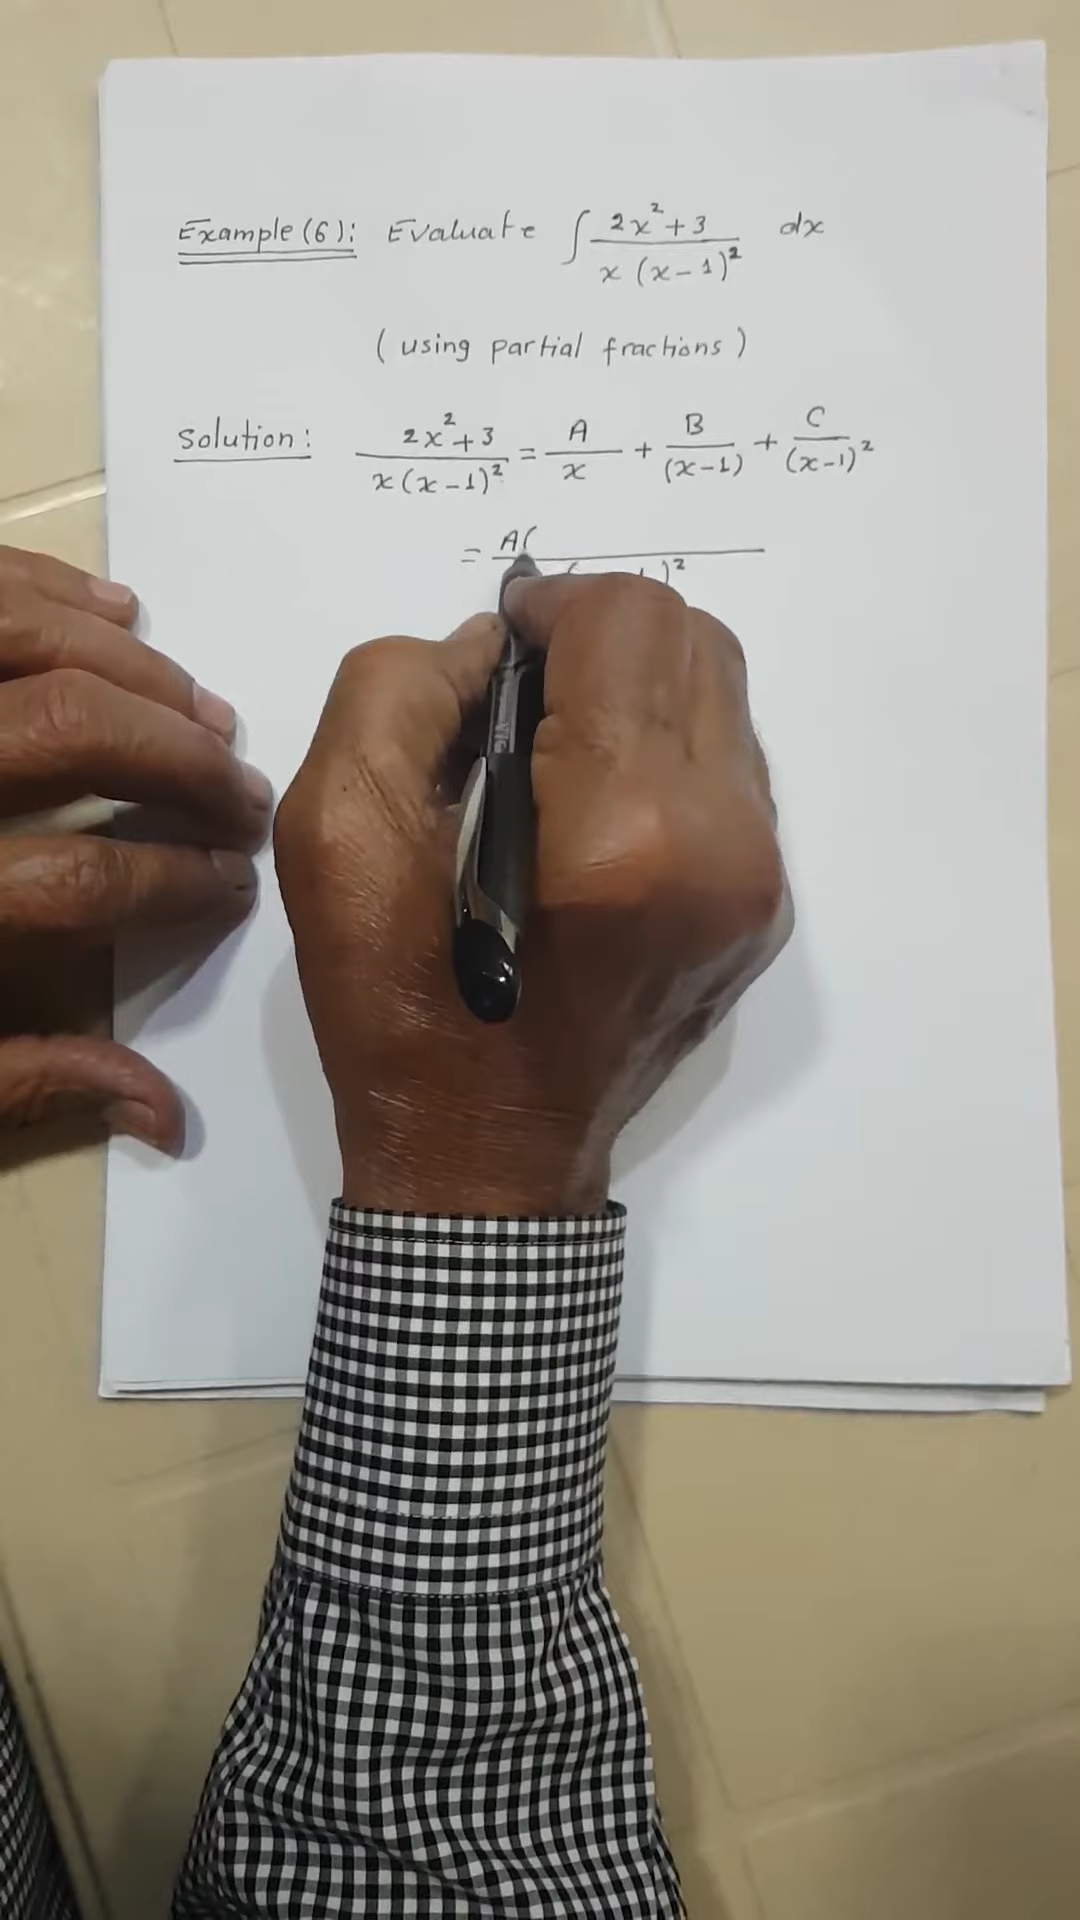 Example (6): Evaluate ∫ (2x² + 3) / (x (x - 1)²) dx
(using partial fractions)
Solution: (2x² + 3) / (x (x - 1)²) = A / x + B / (x - 1) + C / (x - 1)²
= A(